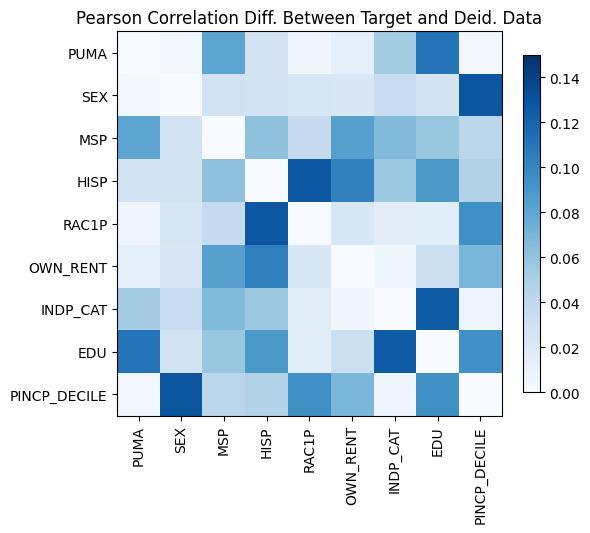 Pearson Correlation Diff. Between Target and Deid. Data
PUMA
SEX
MSP
HISP
RAC1P
OWN_RENT
INDP_CAT
EDU
PINCP_DECILE
PUMA
SEX
MSP
HISP
RAC1P
OWN_RENT
INDP_CAT
EDU
PINCP_DECILE
0.14
0.12
0.10
0.08
0.06
0.04
0.02
0.00